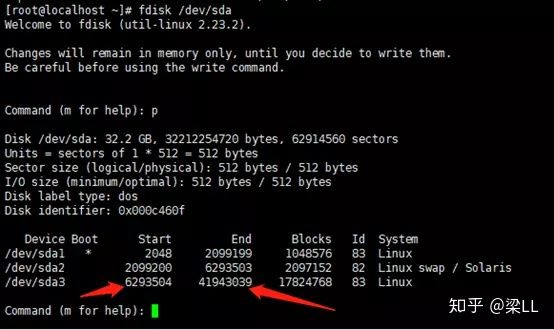 [root@localhost ~]# fdisk /dev/sda
Welcome to fdisk (util-linux 2.23.2).
Changes will remain in memory only, until you decide to write them.
Be careful before using the write command.
Command (m for help): p
Disk /dev/sda: 32.2 GB, 32212254720 bytes, 62914560 sectors
Units = sectors of 1 * 512 = 512 bytes
Sector size (logical/physical): 512 bytes / 512 bytes
I/O size (minimum/optimal): 512 bytes / 512 bytes
Disk label type: dos
Disk identifier: 0x000c460f
Device Boot Start End Blocks Id System
/dev/sda1 * 2048 2099199 1048576 83 Linux
/dev/sda2 2099200 6293503 2097152 82 Linux swap / Solaris
/dev/sda3 6293504 41943039 17824768 83 Linux
Command (m for help):
知乎 @梁LL